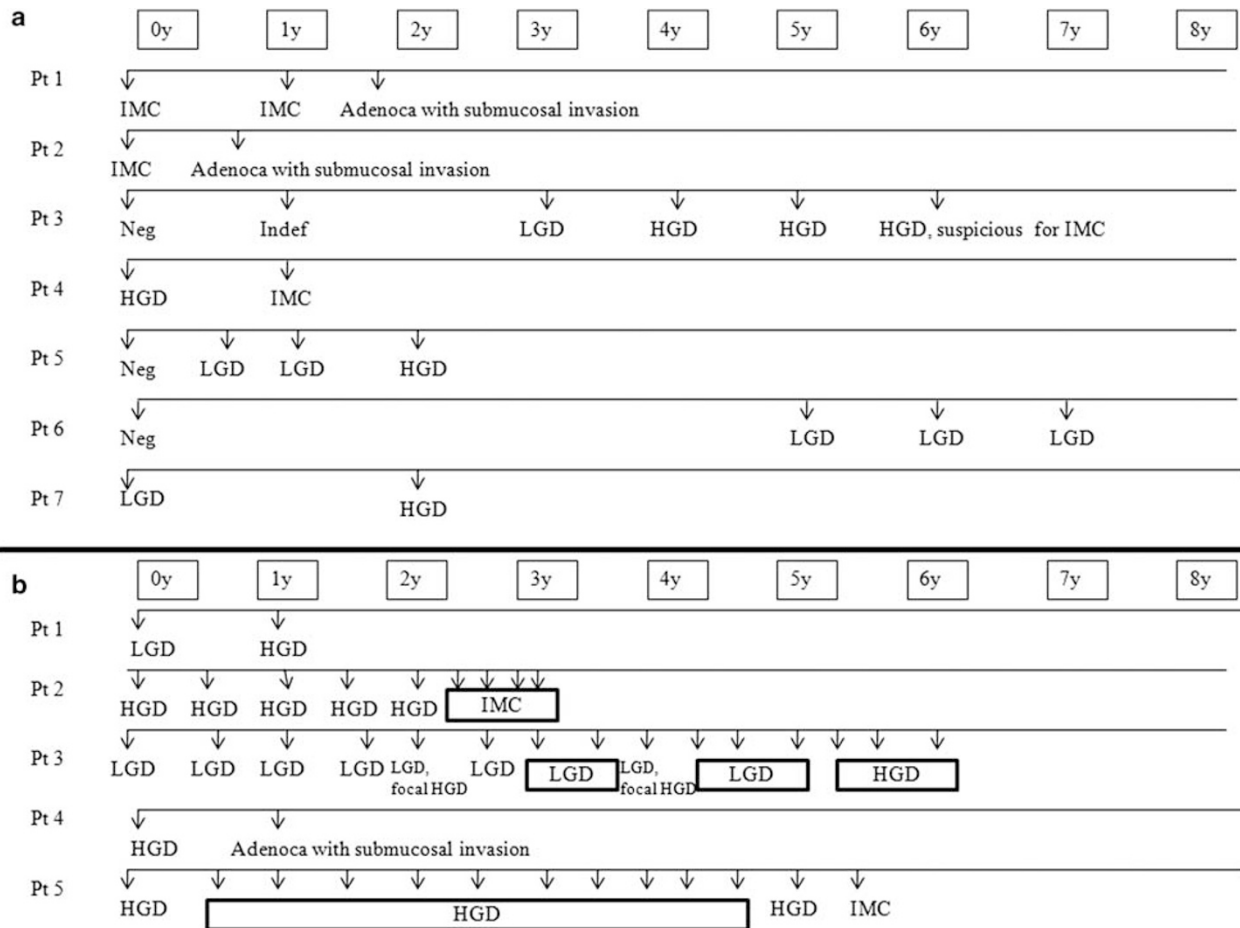 a
0y 1y 2y 3y 4y 5y 6y 7y 8y
Pt 1
IMC IMC Adenoca with submucosal invasion
Pt 2
IMC Adenoca with submucosal invasion
Pt 3
Neg Indef LGD HGD HGD HGD, suspicious for IMC
Pt 4
HGD IMC
Pt 5
Neg LGD LGD HGD
Pt 6
Neg LGD LGD LGD
Pt 7
LGD HGD
b
0y 1y 2y 3y 4y 5y 6y 7y 8y
Pt 1
LGD HGD
Pt 2
HGD HGD HGD HGD HGD IMC
Pt 3
LGD LGD LGD LGD LGD, LGD LGD LGD, LGD HGD
focal HGD focal HGD
Pt 4
HGD Adenoca with submucosal invasion
Pt 5
HGD HGD HGD IMC